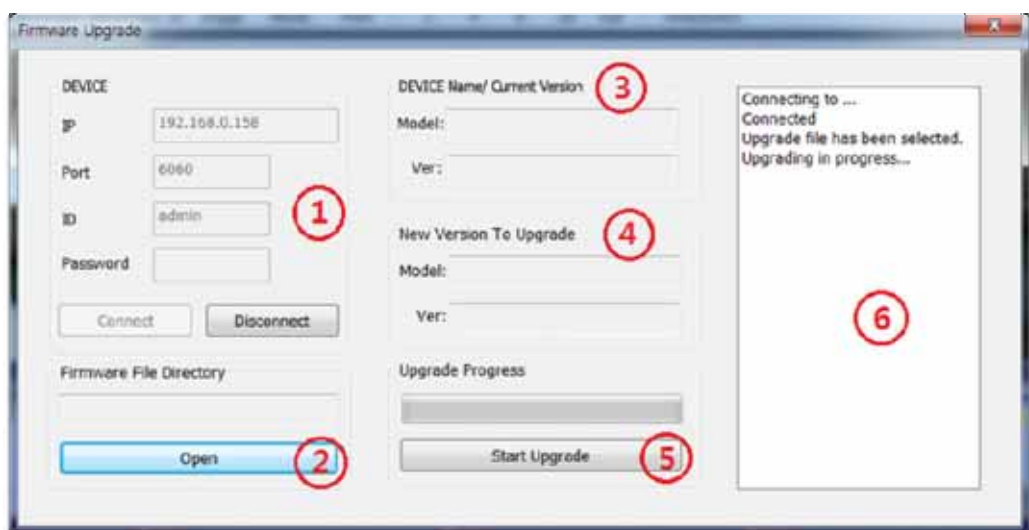 Firmware Upgrade
X
DEVICE
IP 192.168.0.158
Port 6060
ID admin
Password
Connect Disconnect
1
Firmware File Directory
Open
2
DEVICE Name/ Current Version
3
Model:
Ver:
New Version To Upgrade
4
Model:
Ver:
Upgrade Progress
Start Upgrade
5
Connecting to ...
Connected
Upgrade file has been selected.
Upgrading in progress...
6